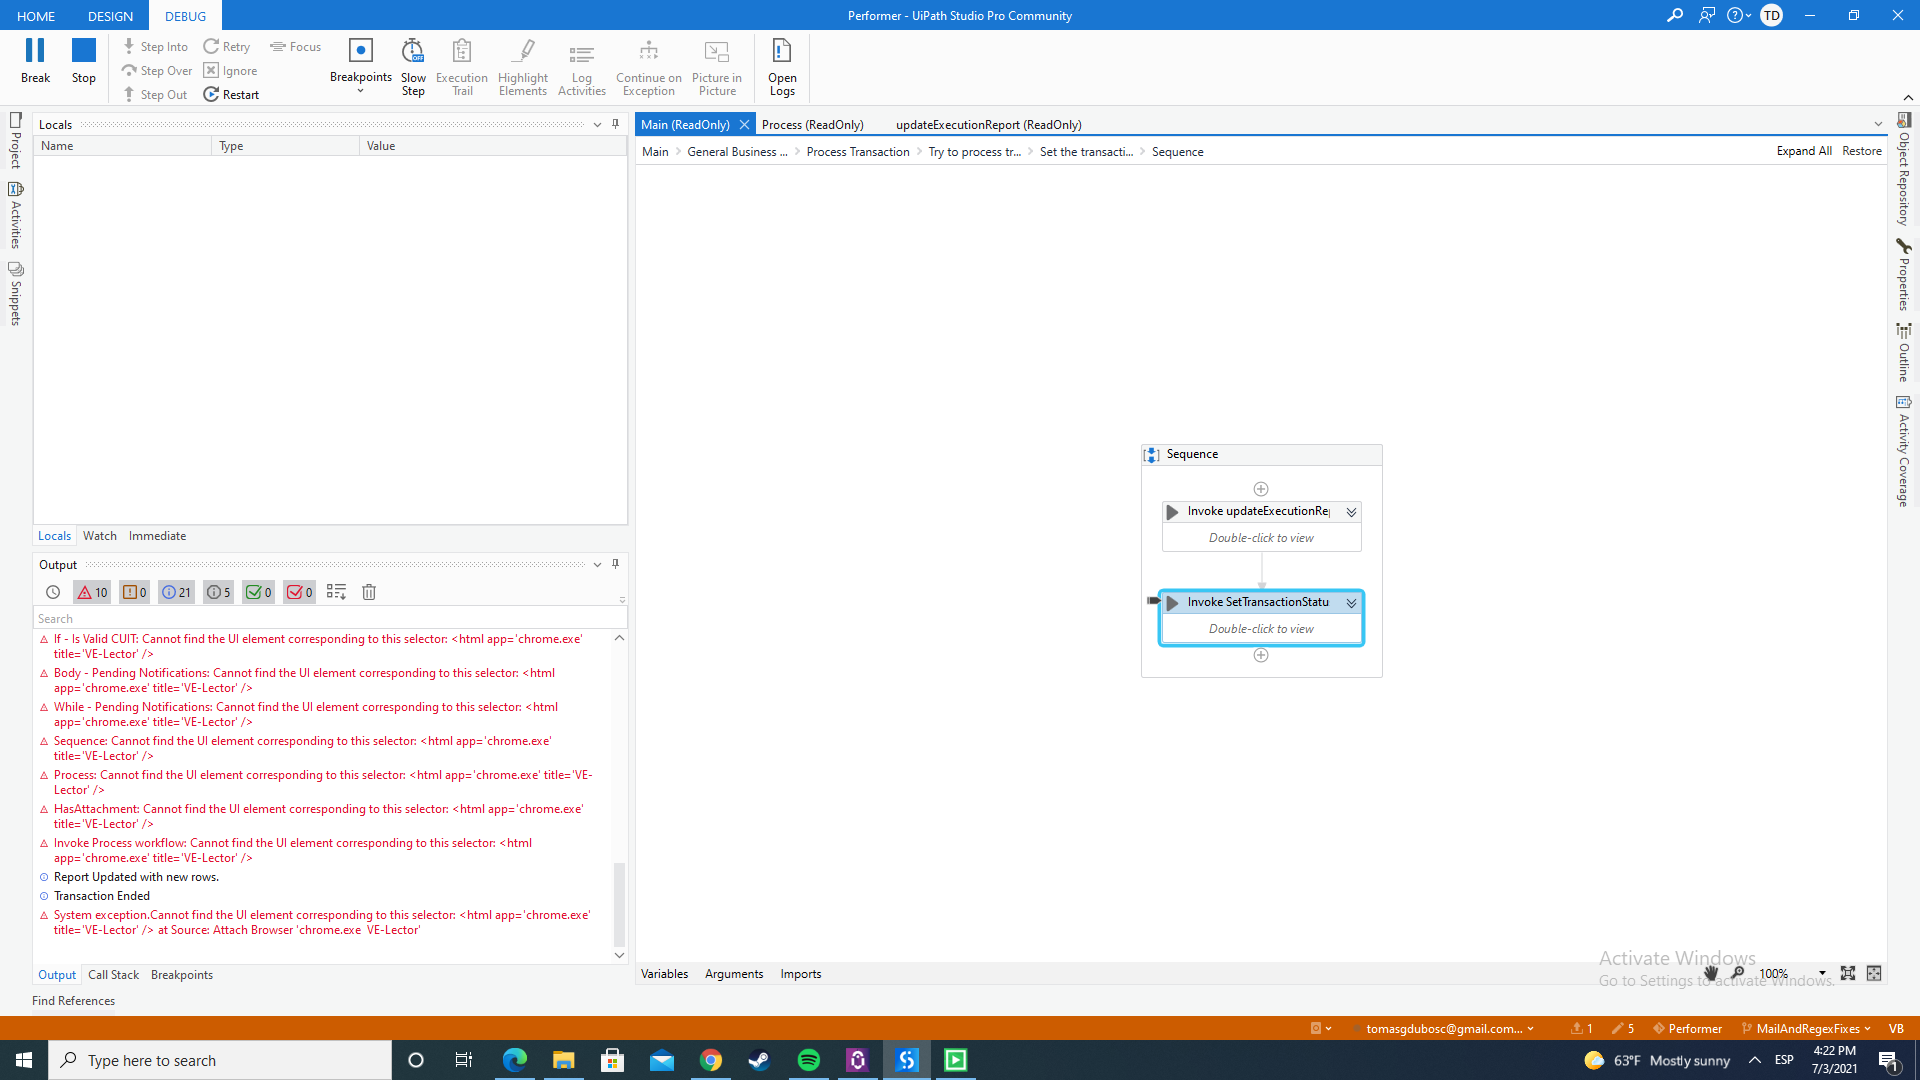 HOME DESIGN DEBUG
Performer - UiPath Studio Pro Community
TD
Break
Stop
Step Into
Step Over
Step Out
Retry
Ignore
Restart
Focus
Breakpoints
Slow
Step
Execution
Trail
Highlight
Elements
Log
Activities
Continue on
Exception
Picture in
Picture
Open
Logs
Project
Activities
Snippets
Locals
Name Type Value
Locals Watch Immediate
Output
10 0 21 5 0 0
Search
If - Is Valid CUIT: Cannot find the UI element corresponding to this selector: <html app='chrome.exe'
title='VE-Lector' />
Body - Pending Notifications: Cannot find the UI element corresponding to this selector: <html
app='chrome.exe' title='VE-Lector' />
While - Pending Notifications: Cannot find the UI element corresponding to this selector: <html
app='chrome.exe' title='VE-Lector' />
Sequence: Cannot find the UI element corresponding to this selector: <html app='chrome.exe'
title='VE-Lector' />
Process: Cannot find the UI element corresponding to this selector: <html app='chrome.exe' title='VE-
Lector' />
HasAttachment: Cannot find the UI element corresponding to this selector: <html app='chrome.exe'
title='VE-Lector' />
Invoke Process workflow: Cannot find the UI element corresponding to this selector: <html
app='chrome.exe' title='VE-Lector' />
Report Updated with new rows.
Transaction Ended
System exception.Cannot find the UI element corresponding to this selector: <html app='chrome.exe'
title='VE-Lector' /> at Source: Attach Browser 'chrome.exe VE-Lector'
Output Call Stack Breakpoints
Find References
Main (ReadOnly) Process (ReadOnly) updateExecutionReport (ReadOnly)
Main General Business ... Process Transaction Try to process tr... Set the transacti... Sequence
Expand All Restore
Sequence
Invoke updateExecutionRep
Double-click to view
Invoke SetTransactionStatu
Double-click to view
Variables Arguments Imports
100%
Activate Windows
Go to Settings to activate Windows.
Object Repository
Properties
Outline
Activity Coverage
tomasgdubosc@gmail.com... 1 5 Performer MailAndRegexFixes VB
Type here to search
63°F Mostly sunny
ESP
4:22 PM
7/3/2021
1